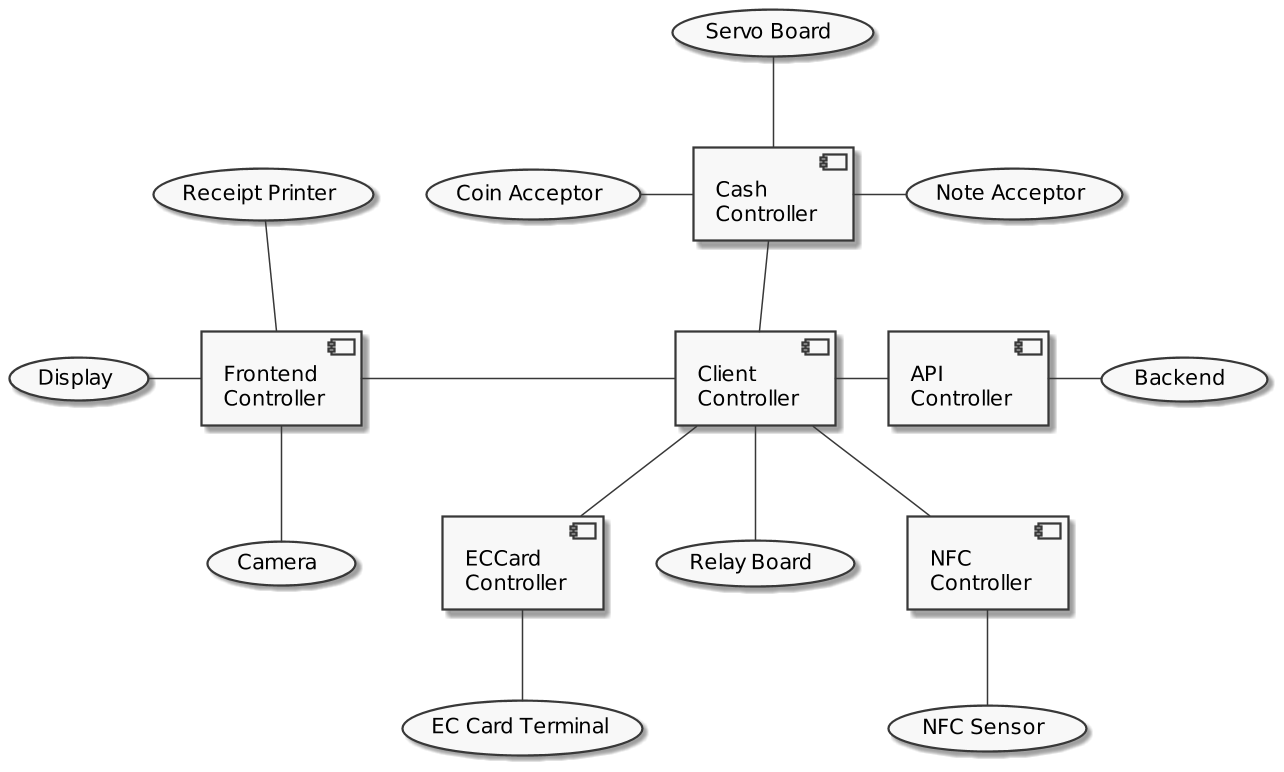 Servo Board
Receipt Printer
Coin Acceptor
Cash
Controller
Note Acceptor
Display
Frontend
Controller
Client
Controller
API
Controller
Backend
Camera
ECCard
Controller
Relay Board
NFC
Controller
EC Card Terminal
NFC Sensor